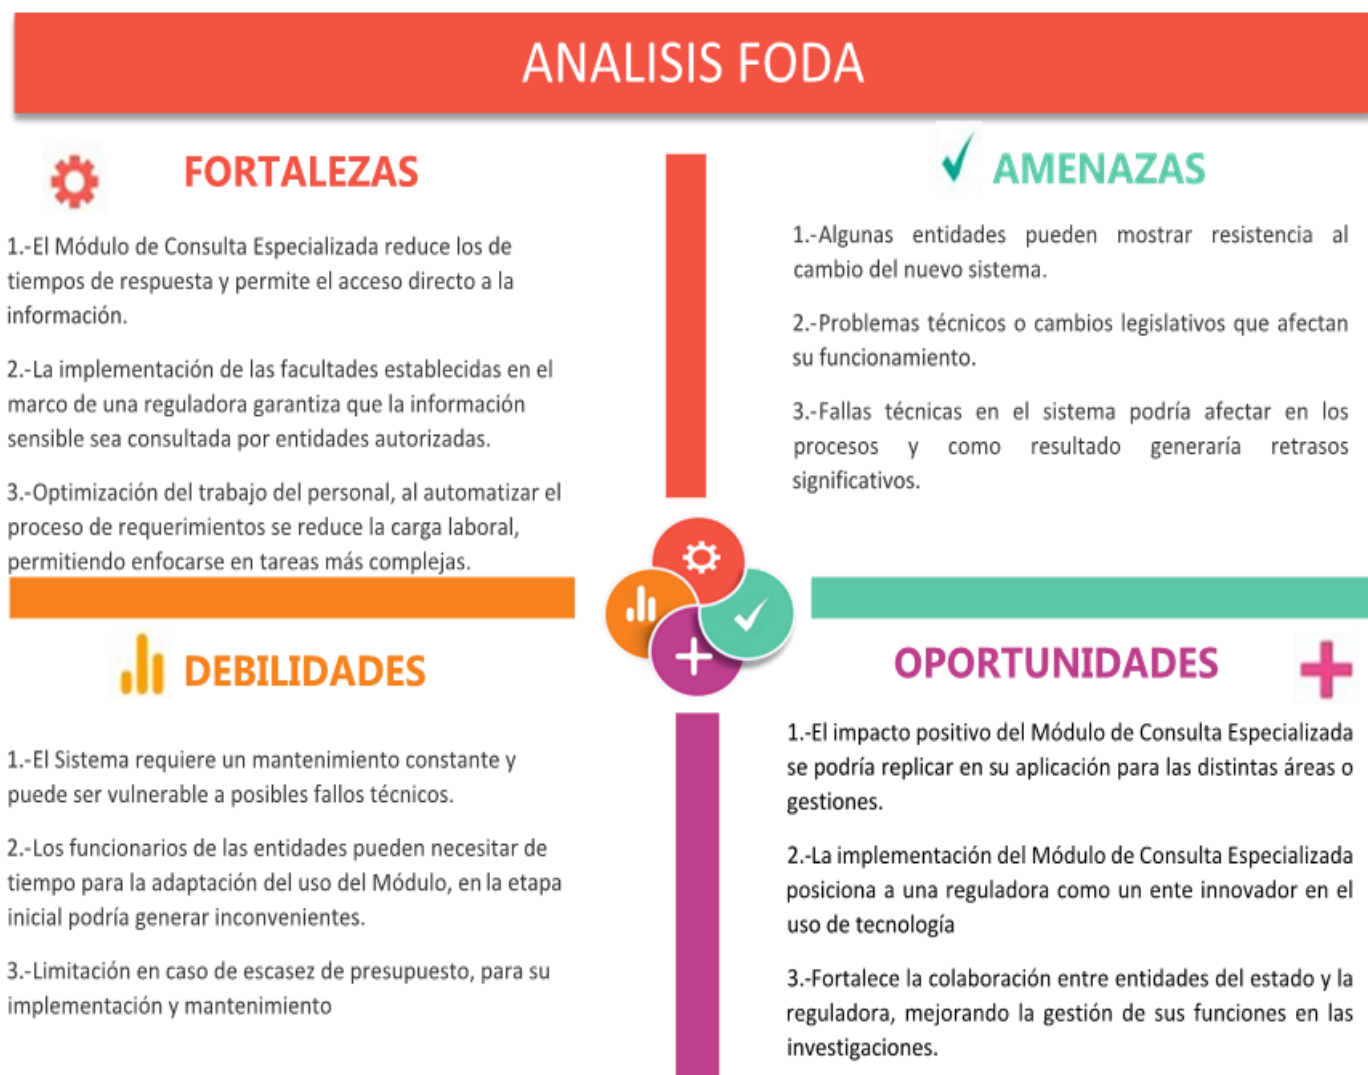 ANALISIS FODA
FORTALEZAS
1.-El Módulo de Consulta Especializada reduce los de
tiempos de respuesta y permite el acceso directo a la
información.
2.-La implementación de las facultades establecidas en el
marco de una reguladora garantiza que la información
sensible sea consultada por entidades autorizadas.
3.-Optimización del trabajo del personal, al automatizar el
proceso de requerimientos se reduce la carga laboral,
permitiendo enfocarse en tareas más complejas.
AMENAZAS
1.-Algunas entidades pueden mostrar resistencia al
cambio del nuevo sistema.
2.-Problemas técnicos o cambios legislativos que afectan
su funcionamiento.
3.-Fallas técnicas en el sistema podría afectar en los
procesos y como resultado generaría retrasos
significativos.
DEBILIDADES
1.-El Sistema requiere un mantenimiento constante y
puede ser vulnerable a posibles fallos técnicos.
2.-Los funcionarios de las entidades pueden necesitar de
tiempo para la adaptación del uso del Módulo, en la etapa
inicial podría generar inconvenientes.
3.-Limitación en caso de escasez de presupuesto, para su
implementación y mantenimiento
OPORTUNIDADES
1.-El impacto positivo del Módulo de Consulta Especializada
se podría replicar en su aplicación para las distintas áreas o
gestiones.
2.-La implementación del Módulo de Consulta Especializada
posiciona a una reguladora como un ente innovador en el
uso de tecnología
3.-Fortalece la colaboración entre entidades del estado y la
reguladora, mejorando la gestión de sus funciones en las
investigaciones.